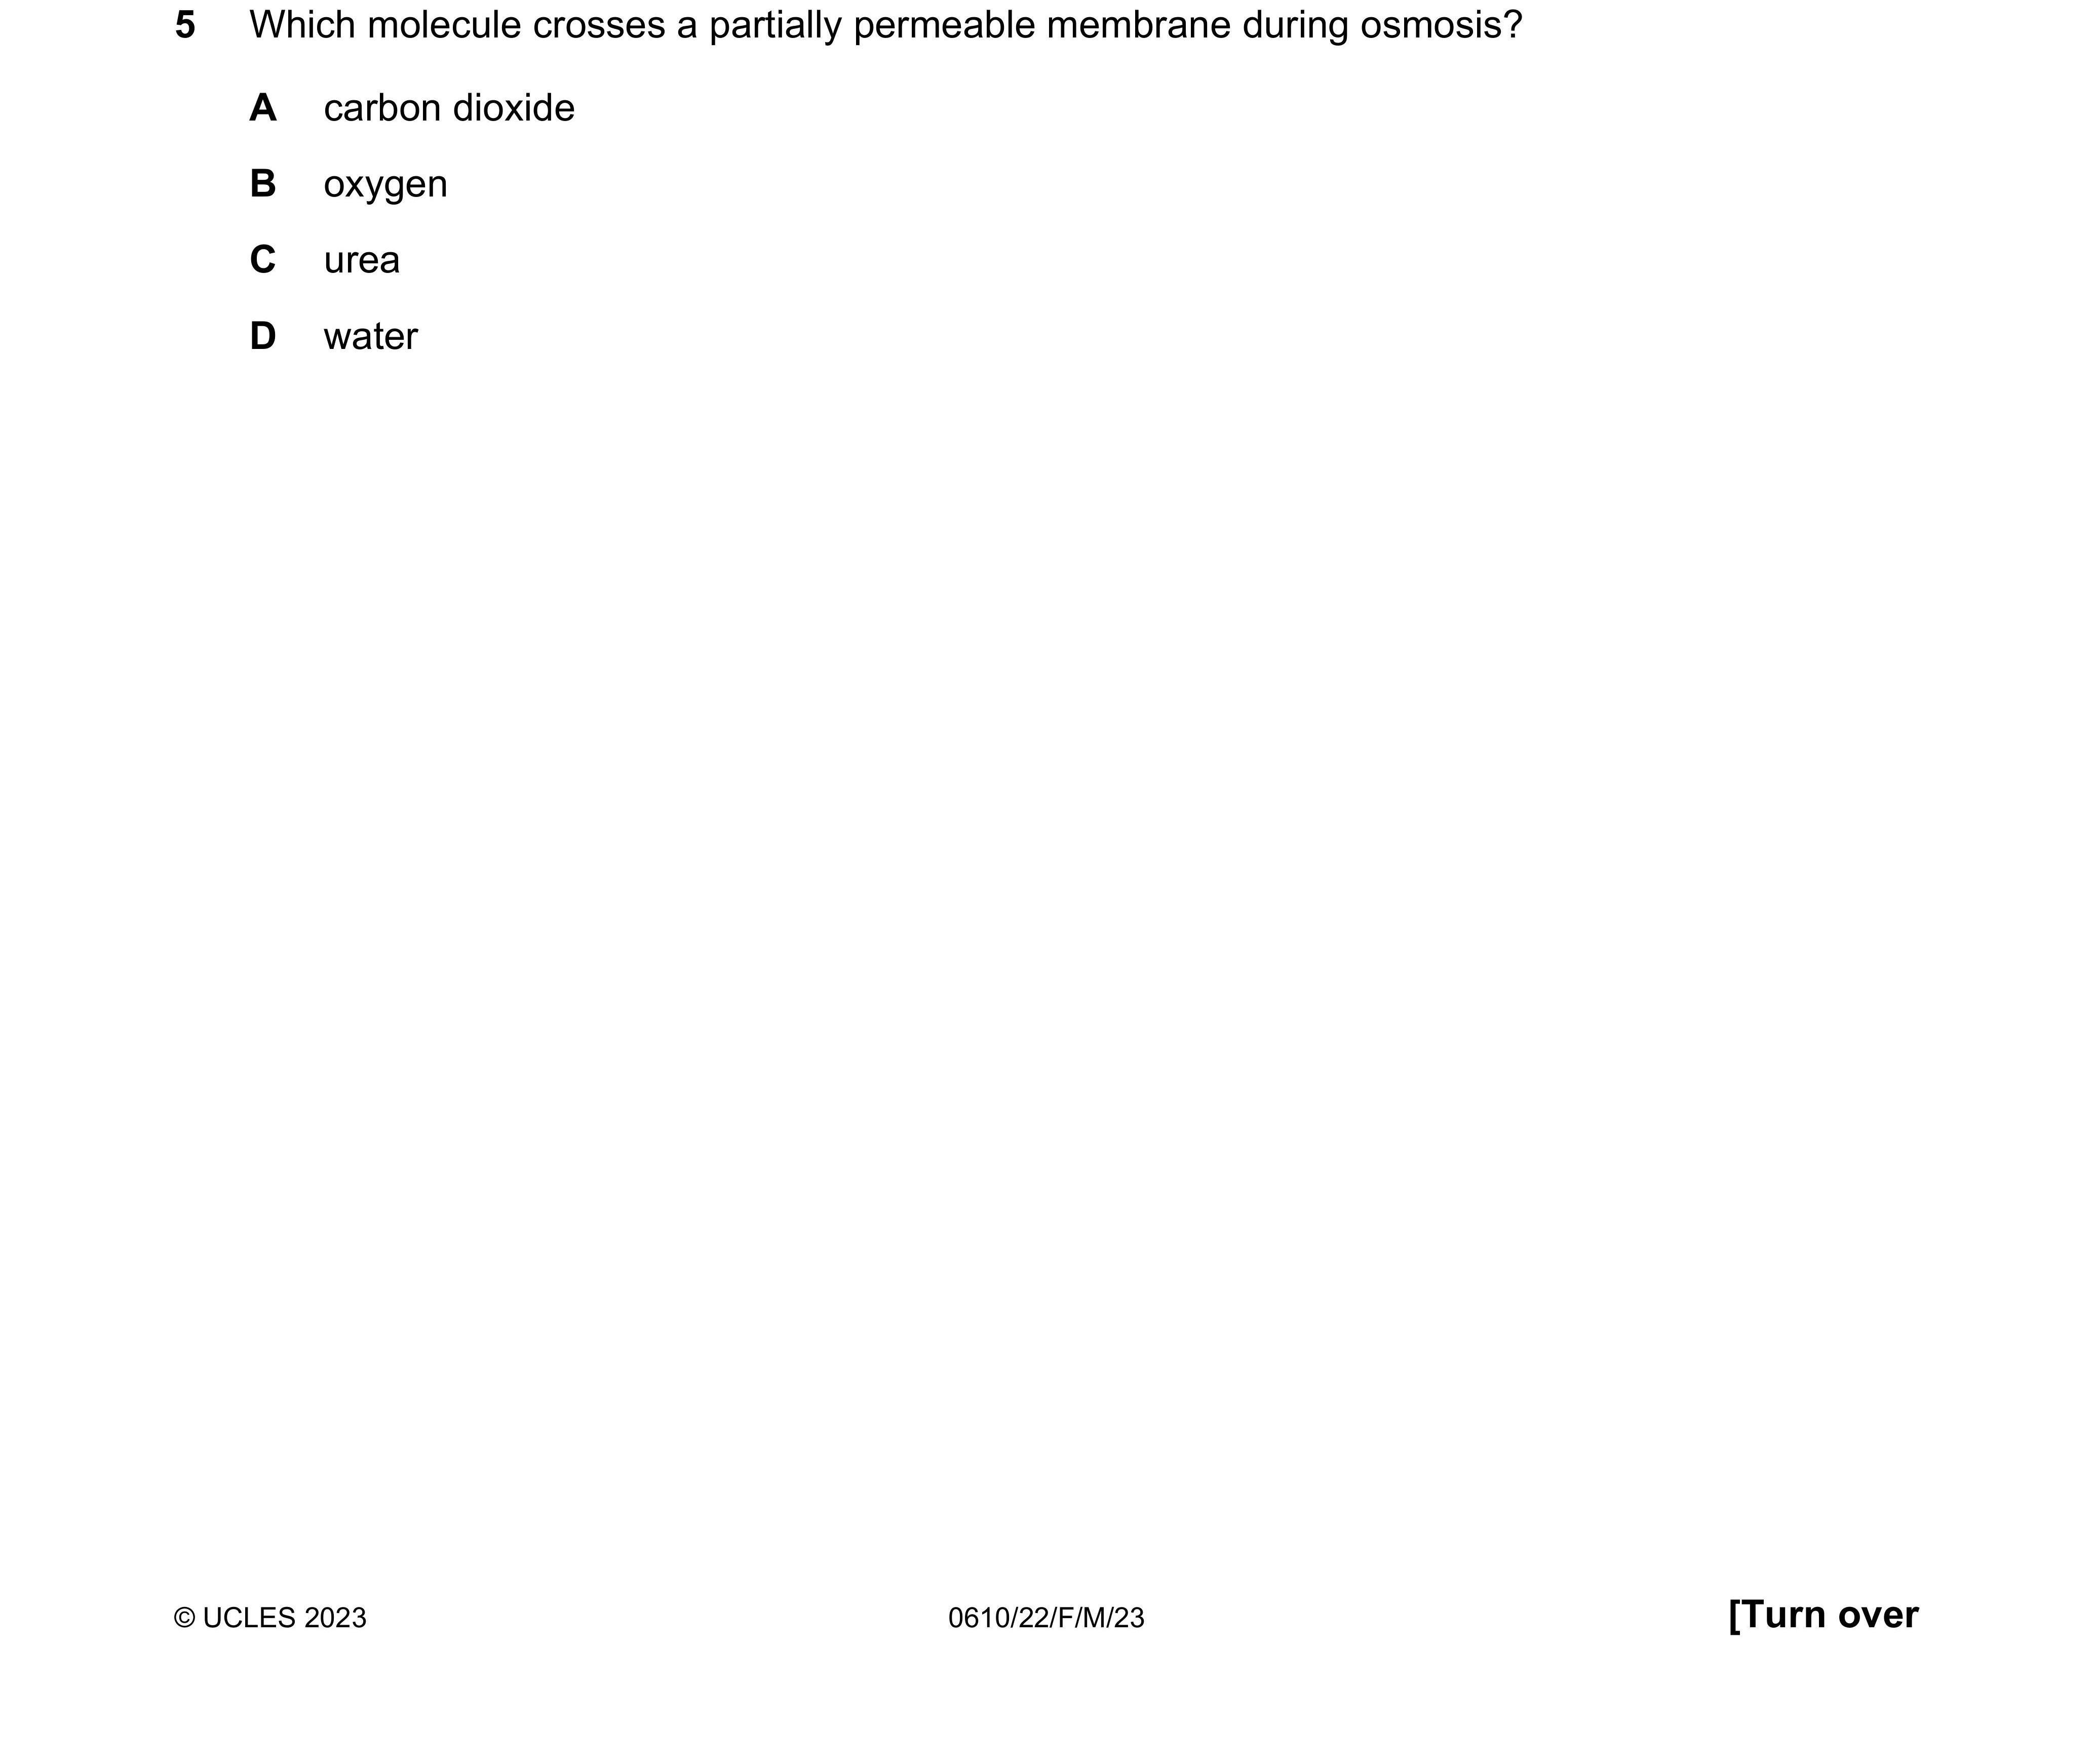 5 Which molecule crosses a partially permeable membrane during osmosis?
A carbon dioxide
B oxygen
C urea
D water
© UCLES 2023 0610/22/F/M/23 [Turn over